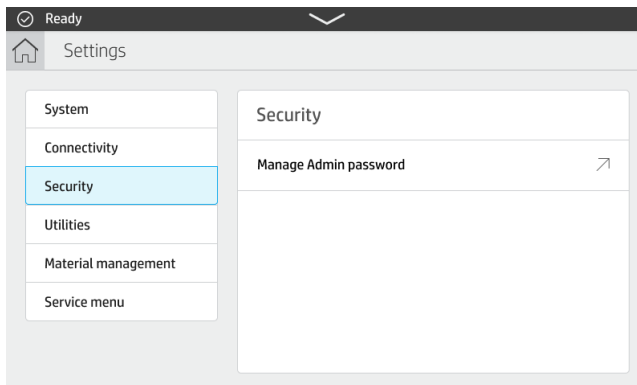 Ready
Settings
System
Connectivity
Security
Utilities
Material management
Service menu
Security
Manage Admin password